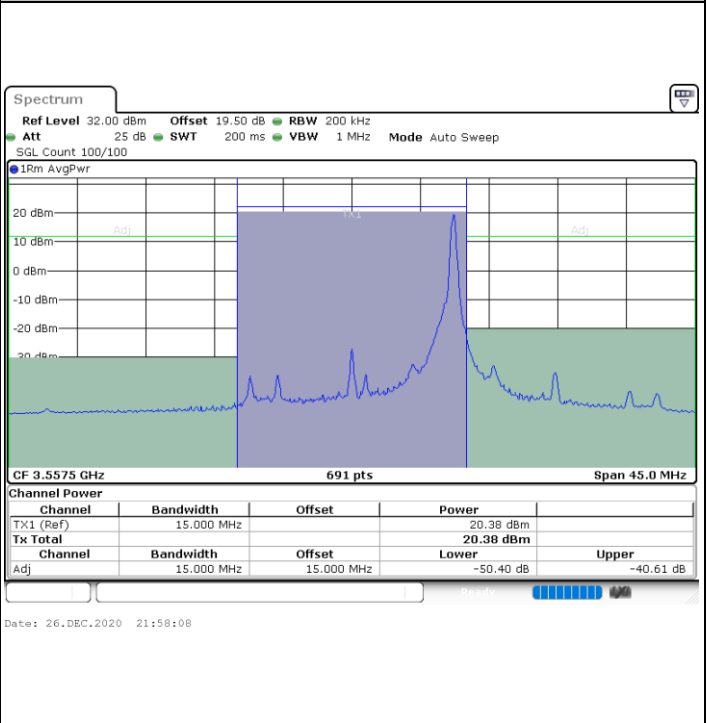 Spectrum
Ref Level 32.00 dBm Offset 19.50 dB RBW 200 kHz
Att 25 dB SWT 200 ms VBW 1 MHz Mode Auto Sweep
SGL Count 100/100
1Rm AvgPwr
20 dBm
TX1
Adj
Adj
10 dBm
0 dBm
-10 dBm
-20 dBm
-30 dBm
CF 3.5575 GHz 691 pts Span 45.0 MHz
Channel Power
Channel Bandwidth Offset Power
TX1 (Ref) 15.000 MHz 20.38 dBm
Tx Total 20.38 dBm
Channel Bandwidth Offset Lower Upper
Adj 15.000 MHz 15.000 MHz -50.40 dB -40.61 dB
Ready
Date: 26.DEC.2020 21:58:08